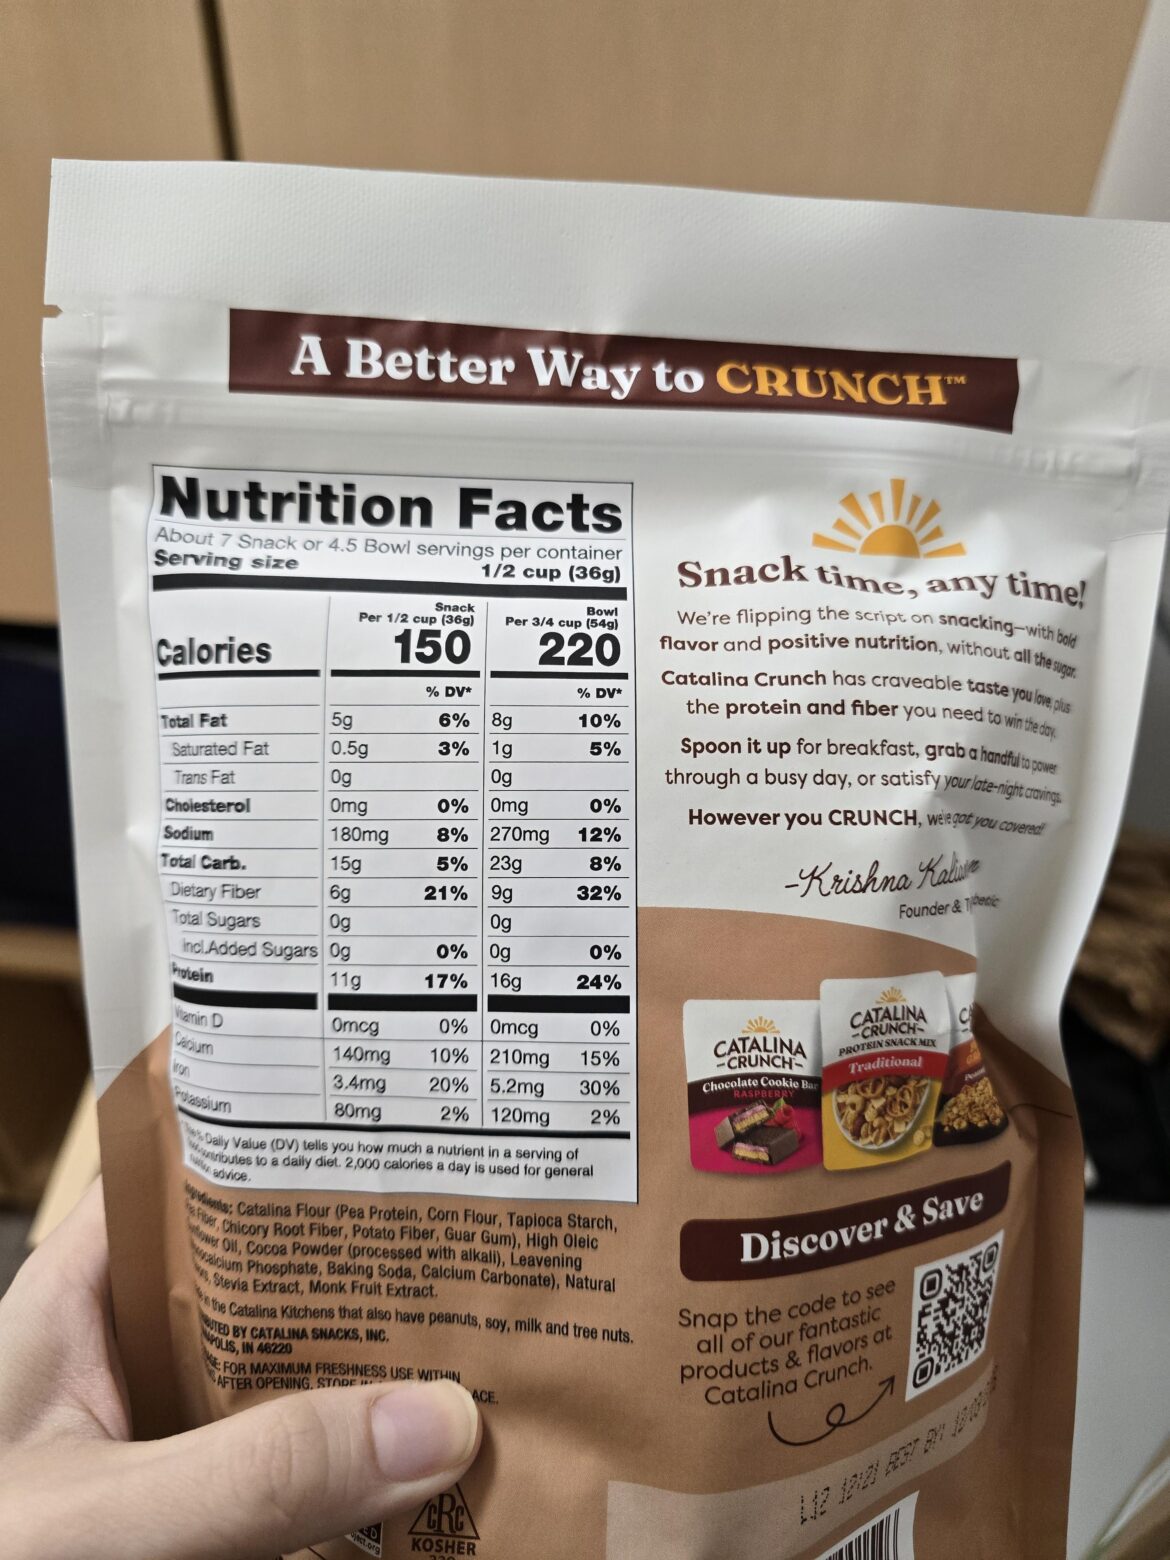 A Better Way to CRUNCH™
Nutrition Facts
About 7 Snack or 4.5 Bowl servings per container
Serving size 1/2 cup (36g)
Snack Bowl
Per 1/2 cup (36g) Per 3/4 cup (54g)
Calories 150 220
% DV* % DV*
Total Fat 5g 6% 8g 10%
Saturated Fat 0.5g 3% 1g 5%
Trans Fat 0g 0g
Cholesterol 0mg 0% 0mg 0%
Sodium 180mg 8% 270mg 12%
Total Carb. 15g 5% 23g 8%
Dietary Fiber 6g 21% 9g 32%
Total Sugars 0g 0g
Incl.Added Sugars 0g 0% 0g 0%
Protein 11g 17% 16g 24%
Vitamin D 0mcg 0% 0mcg 0%
Calcium 140mg 10% 210mg 15%
Iron 3.4mg 20% 5.2mg 30%
Potassium 80mg 2% 120mg 2%
Daily Value (DV) tells you how much a nutrient in a serving of
contributes to a daily diet. 2,000 calories a day is used for general
advice.
Ingredients: Catalina Flour (Pea Protein, Corn Flour, Tapioca Starch,
Fiber, Chicory Root Fiber, Potato Fiber, Guar Gum), High Oleic
Oil, Cocoa Powder (processed with alkali), Leavening
Phosphate, Baking Soda, Calcium Carbonate), Natural
Stevia Extract, Monk Fruit Extract.
in the Catalina Kitchens that also have peanuts, soy, milk and tree nuts.
BY CATALINA SNACKS, INC.
IN 46220
FOR MAXIMUM FRESHNESS USE WITHIN
AFTER OPENING. STORE
CRC
KOSHER
Snack time, any time!
We're flipping the script on snacking—with bold
flavor and positive nutrition, without all the sugar.
Catalina Crunch has craveable taste you love, plus
the protein and fiber you need to win the day.
Spoon it up for breakfast, grab a handful to power
through a busy day, or satisfy your late-night cravings.
However you CRUNCH, we've got you covered!
-Krishna
Founder &
CATALINA
-CRUNCH-
Chocolate Cookie Bar
RASPBERRY
CATALINA
-CRUNCH-
PROTEIN SNACK MIX
Traditional
Discover & Save
Snap the code to see
all of our fantastic
products & flavors at
Catalina Crunch.
BEST BY: